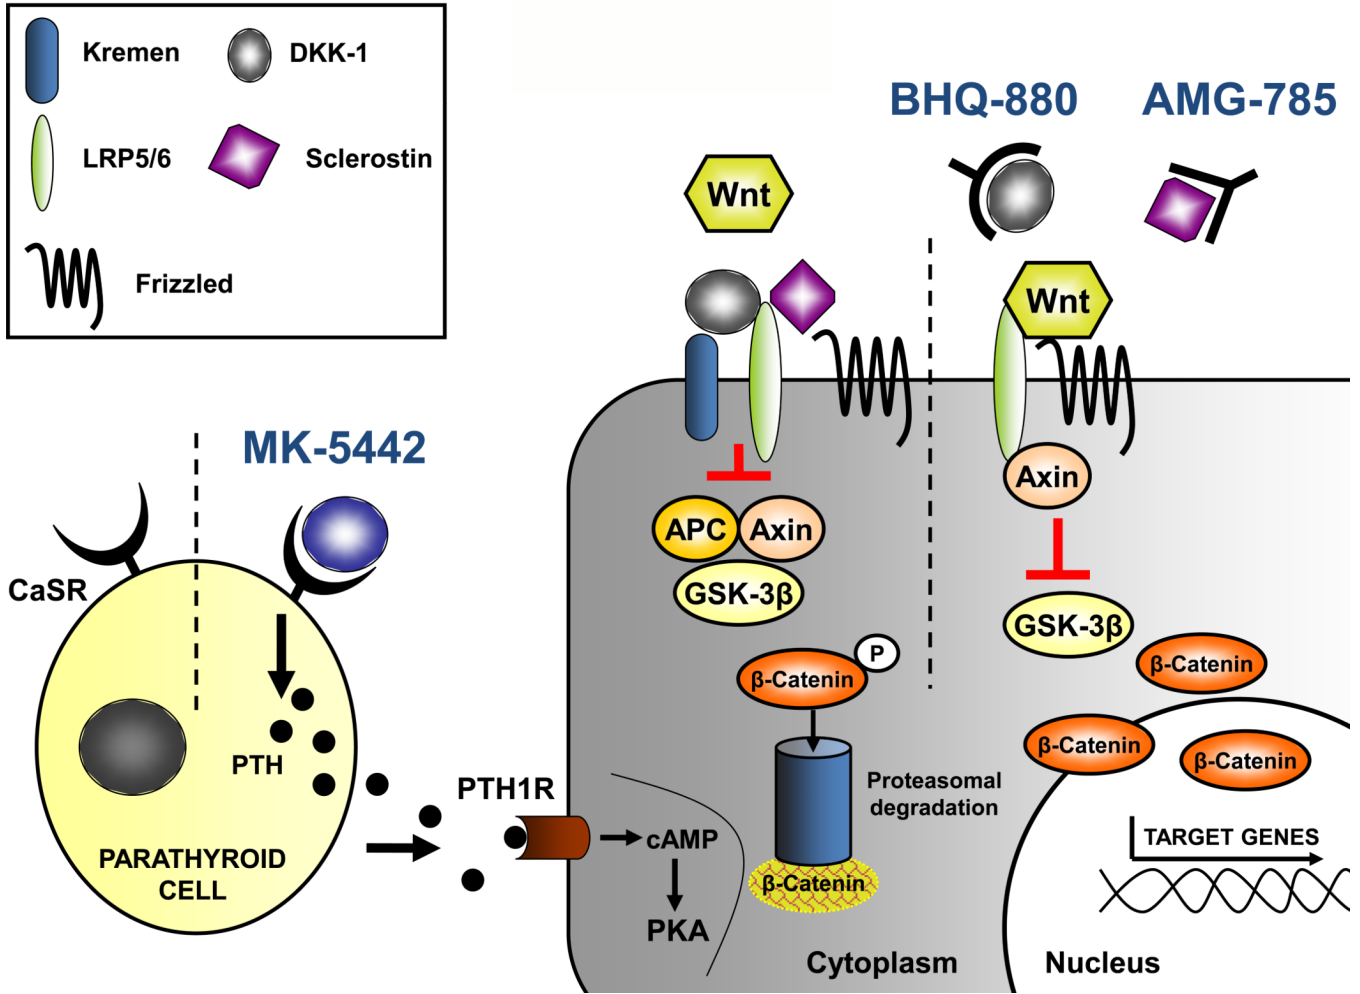 Kremen
DKK-1
LRP5/6
Sclerostin
Frizzled
BHQ-880
AMG-785
Wnt
Wnt
MK-5442
CaSR
PTH
PARATHYROID
CELL
PTH1R
cAMP
PKA
APC
Axin
GSK-3β
β-Catenin
P
Proteasomal
degradation
β-Catenin
Cytoplasm
Axin
GSK-3β
β-Catenin
β-Catenin
β-Catenin
TARGET GENES
Nucleus